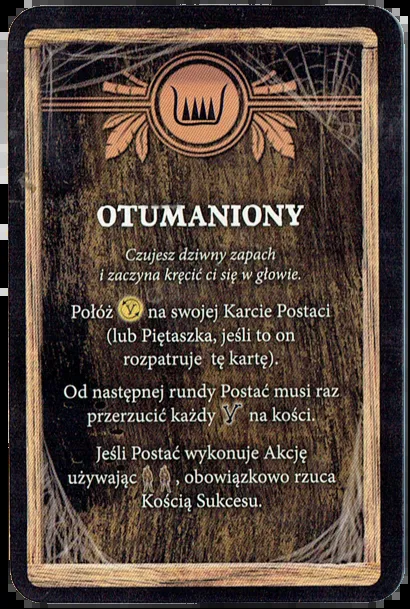 OTUMANIONY
Czujesz dziwny zapach
i zaczyna kręcić ci się w głowie.
Połóż na swojej Karcie Postaci
(lub Piętaszka, jeśli to on
rozpatruje tę kartę).
Od następnej rundy Postać musi raz
przerzucić każdy na kości.
Jeśli Postać wykonuje Akcję
używając , obowiązkowo rzuca
Kością Sukcesu.